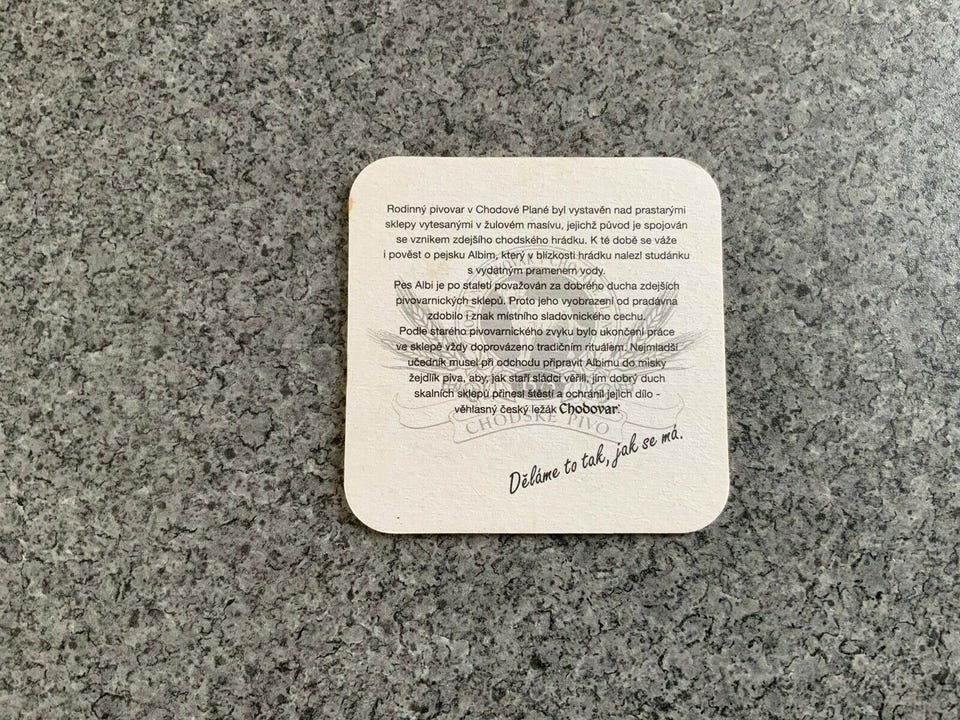 Rodinný pivovar v Chodové Plané byl vystavěn nad prastarými
sklepy vytesanými v žulovém masívu, jejichž původ je spojován
se vznikem zdejšího chodského hrádku. K té době se váže
i pověst o pejsku Albim, který v blízkosti hrádku nalezl studánku
s vydatným pramenem vody.
Pes Albi je po staletí považován za dobrého ducha zdejších
pivovarnických sklepů. Proto jeho vyobrazení od pradávna
zdobilo i znak místního sladovnického cechu.
Podle starého pivovarnického zvyku bylo ukončení práce
ve sklepě vždy doprovázeno tradičním rituálem. Nejmladší
učedník musel při odchodu připravit Albimu do misky
žejdlík piva, aby, jak staří sládci věřili, jim dobrý duch
skalních sklepů přinesl štěstí a ochránil jejich dílo -
věhlasný český ležák Chodovar.
CHODSKÉ PIVO
Děláme to tak, jak se má.